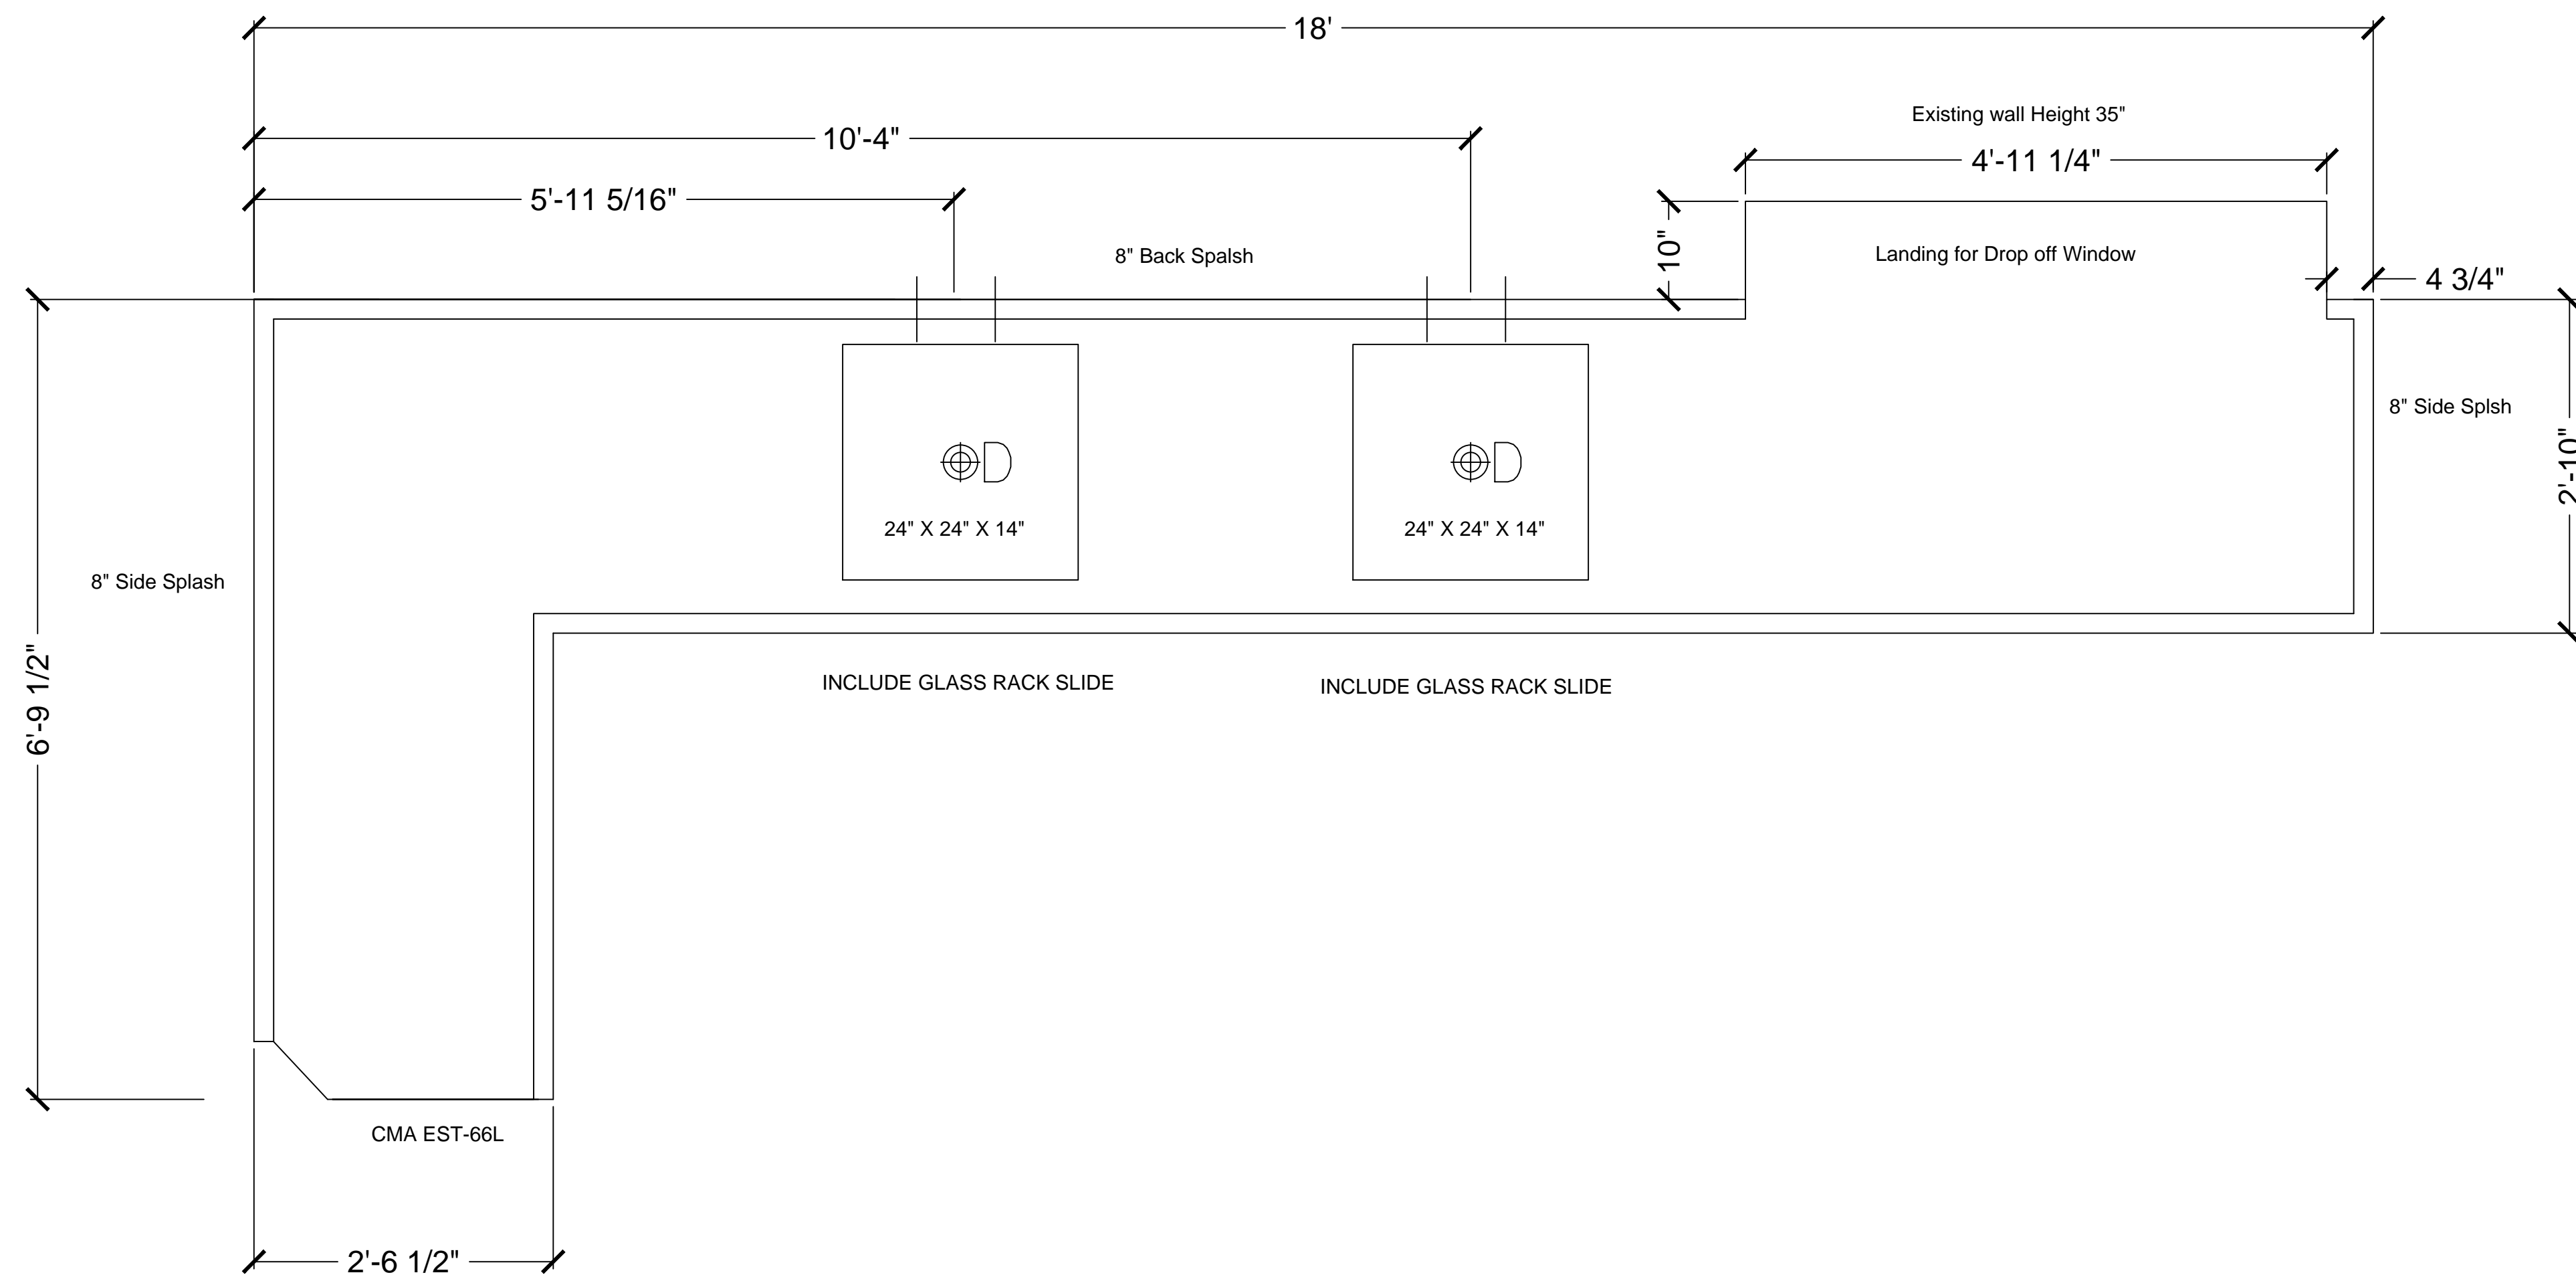 18'
Existing wall Height 35"
10'-4"
4'-11 1/4"
5'-11 5/16"
8" Back Spalsh
10"
Landing for Drop off Window
4 3/4"
8" Side Splsh
2'-10"
24" X 24" X 14"
24" X 24" X 14"
8" Side Splash
6'-9 1/2"
INCLUDE GLASS RACK SLIDE
INCLUDE GLASS RACK SLIDE
CMA EST-66L
2'-6 1/2"